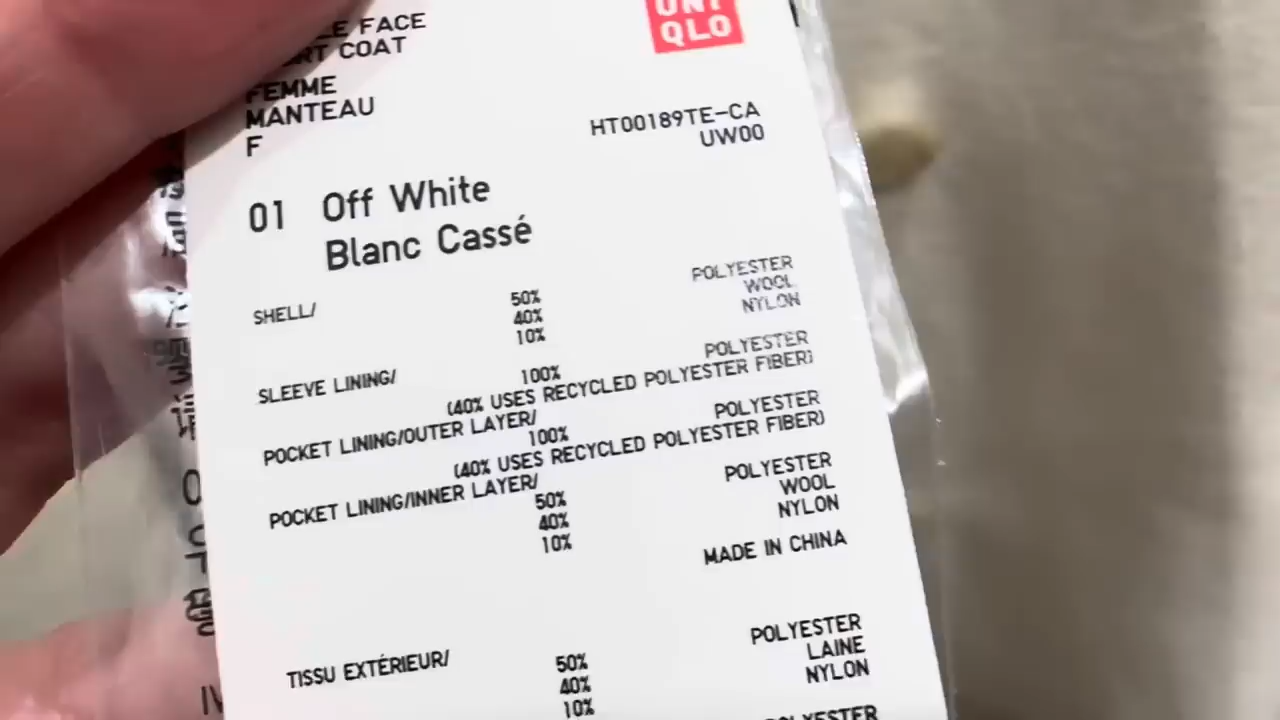 FACE
COAT
FEMME
MANTEAU
F
UNI
QLO
HT00189TE-CA
UW00
01 Off White
Blanc Cassé
SHELL/ 50% POLYESTER
40% WOOL
10% NYLON
SLEEVE LINING/ 100% POLYESTER
(40% USES RECYCLED POLYESTER FIBER)
POCKET LINING/OUTER LAYER/
100% POLYESTER
(40% USES RECYCLED POLYESTER FIBER)
POCKET LINING/INNER LAYER/
50% POLYESTER
40% WOOL
10% NYLON
MADE IN CHINA
TISSU EXTÉRIEUR/ 50% POLYESTER
40% LAINE
10% NYLON
POLYESTER